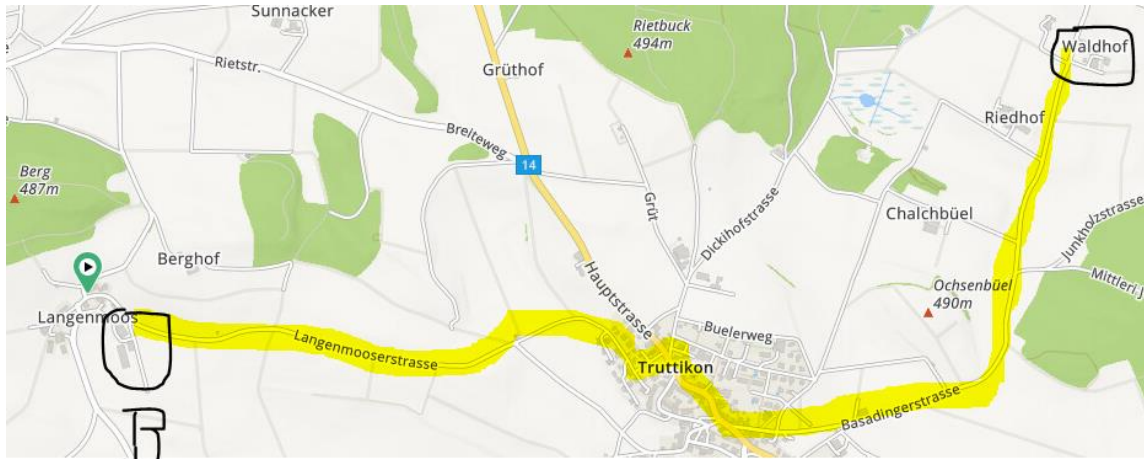 Sunnacker
Rietbuck
494m
Waldhof
Rietstr.
Grüthof
Riedhof
Breiteweg
14
Berg
487m
Grüt
Dicklhofstrasse
Chalchbüel
Junkholzstrasse
Berghof
Mittleri J
Hauptstrasse
Ochsenbüel
490m
Langenmoos
Buelerweg
Langenmooserstrasse
Truttikon
Basadingerstrasse